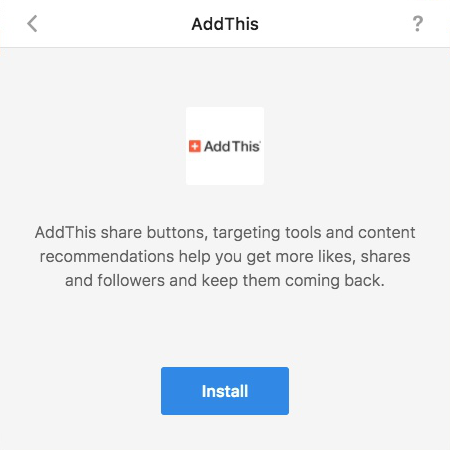 AddThis
?
AddThis
AddThis share buttons, targeting tools and content
recommendations help you get more likes, shares
and followers and keep them coming back.
Install